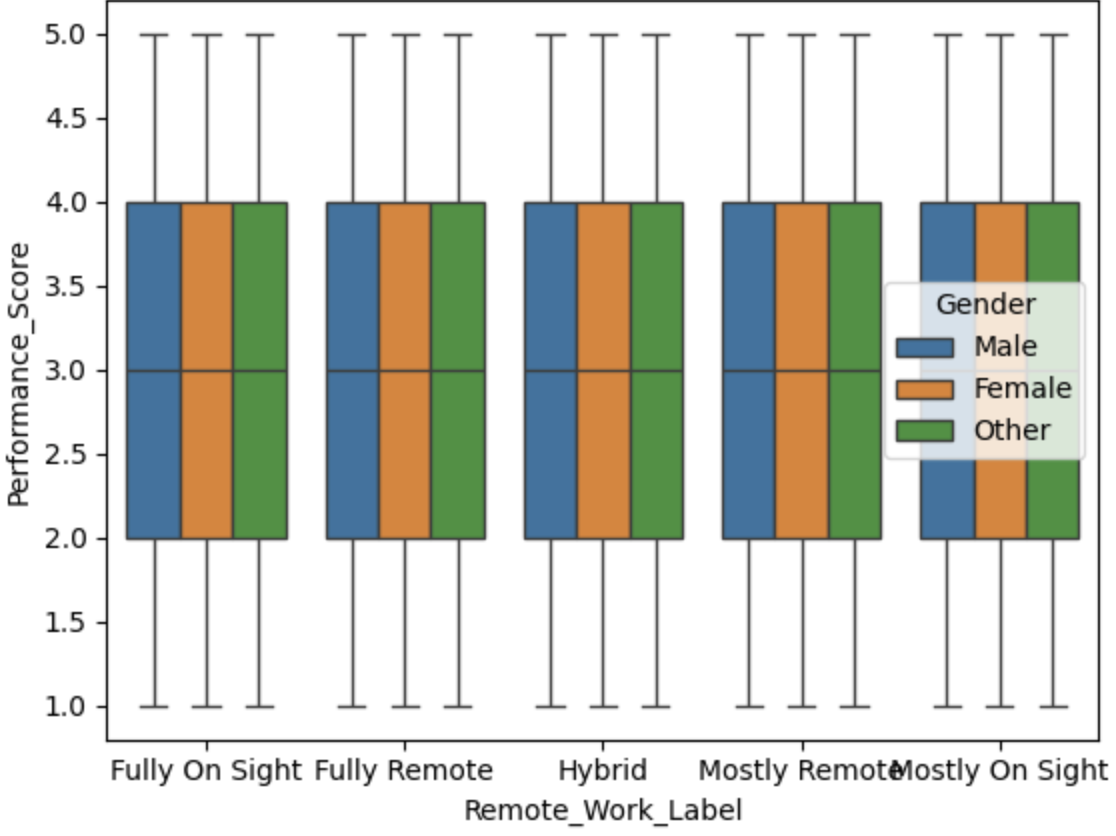 Performance_Score
5.0
4.5
4.0
3.5
3.0
2.5
2.0
1.5
1.0
Gender
Male
Female
Other
Fully On Sight
Fully Remote
Hybrid
Mostly Remote
Mostly On Sight
Remote_Work_Label